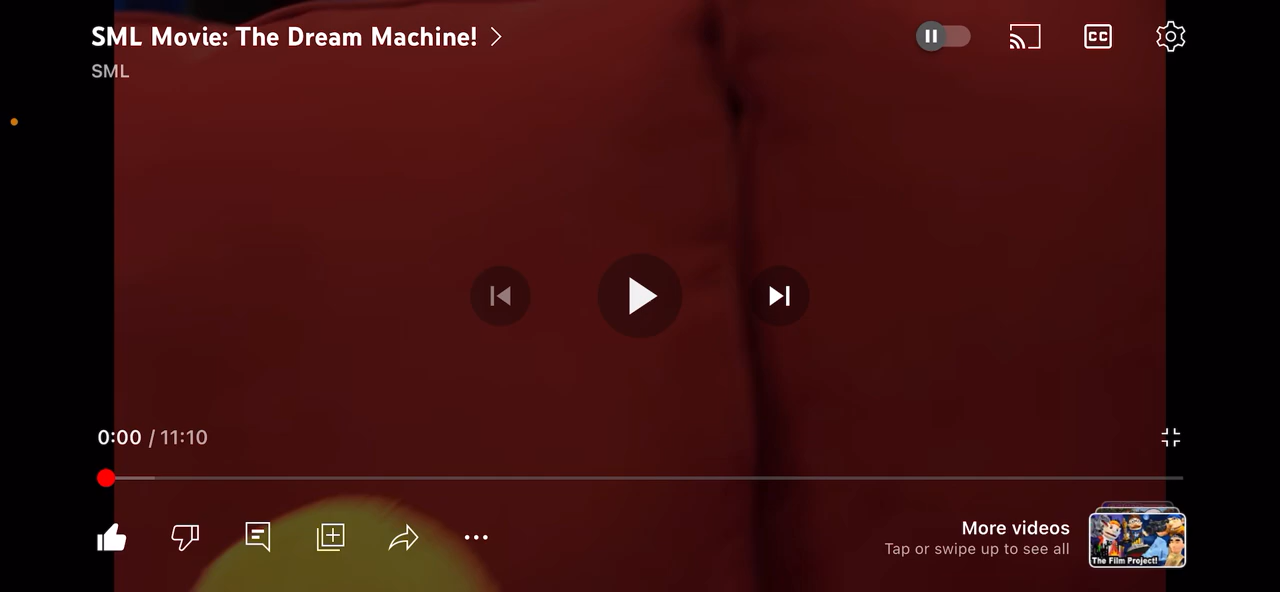 SML Movie: The Dream Machine!
SML
CC
0:00 / 11:10
More videos
Tap or swipe up to see all
The Film Project!